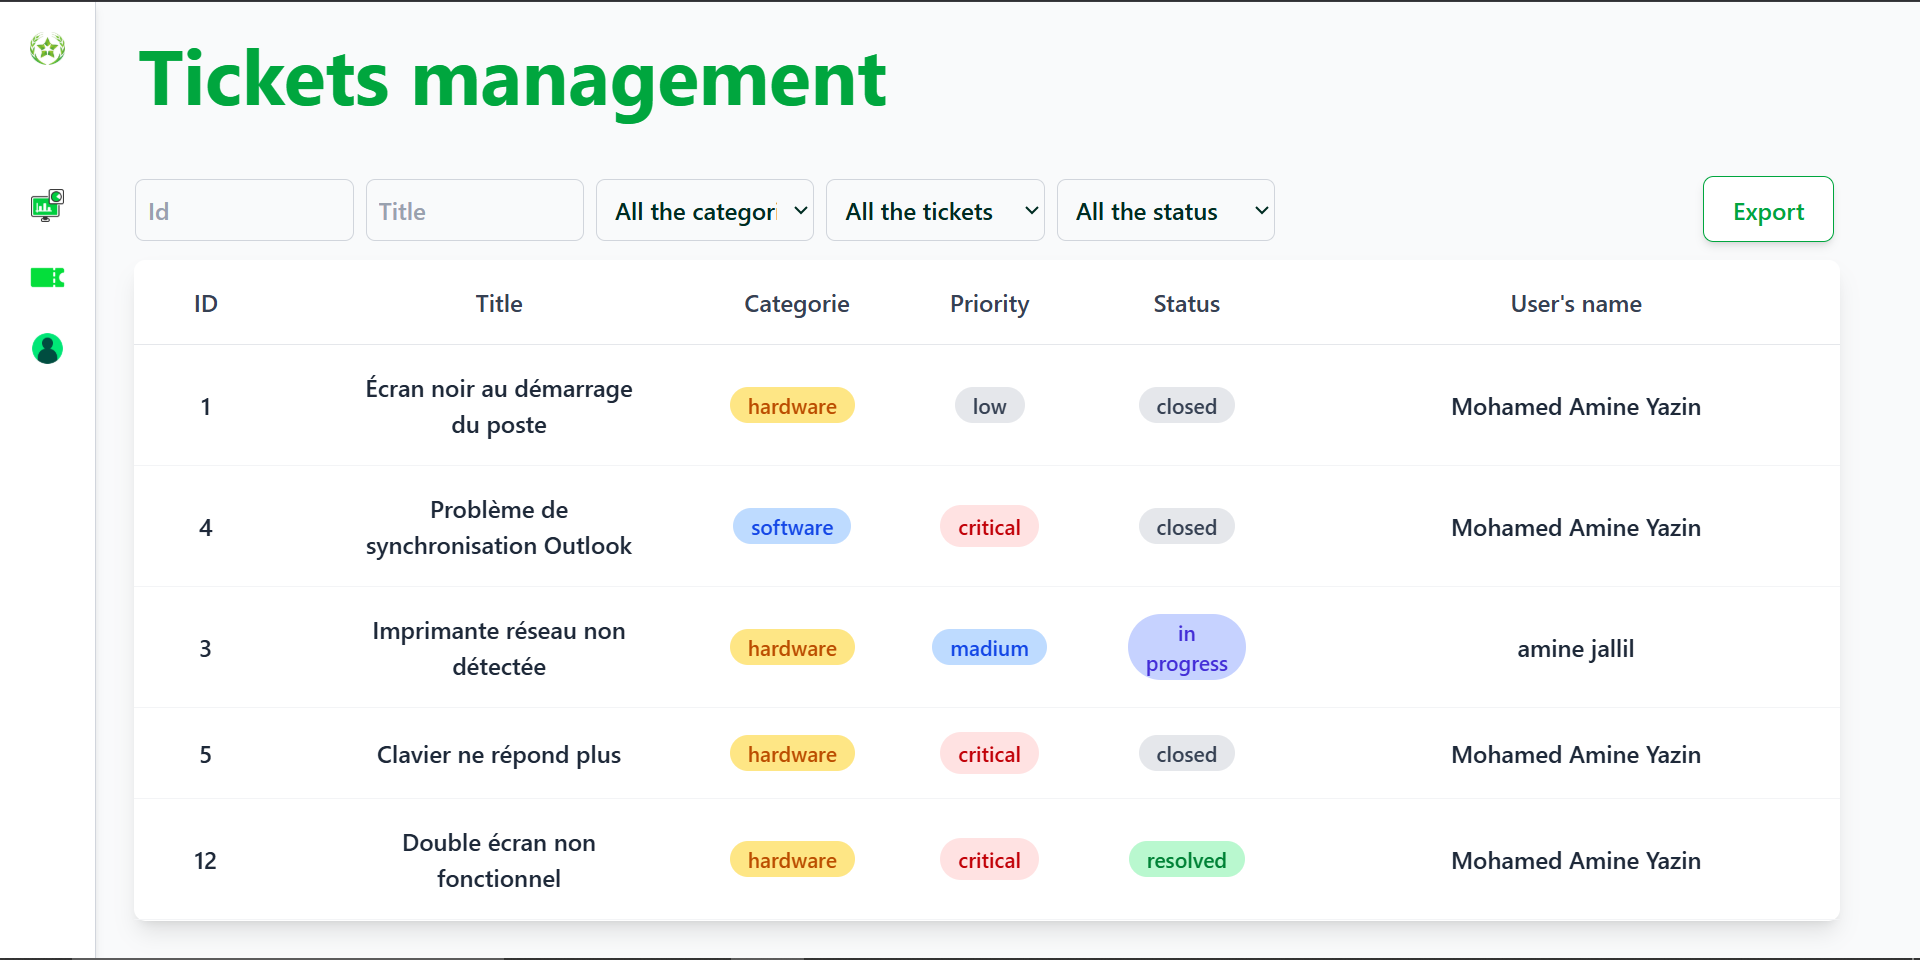 Tickets management
Id
Title
All the categori
All the tickets
All the status
Export
ID Title Categorie Priority Status User's name
1 Écran noir au démarrage du poste hardware low closed Mohamed Amine Yazin
4 Problème de synchronisation Outlook software critical closed Mohamed Amine Yazin
3 Imprimante réseau non détectée hardware madium in progress amine jallil
5 Clavier ne répond plus hardware critical closed Mohamed Amine Yazin
12 Double écran non fonctionnel hardware critical resolved Mohamed Amine Yazin